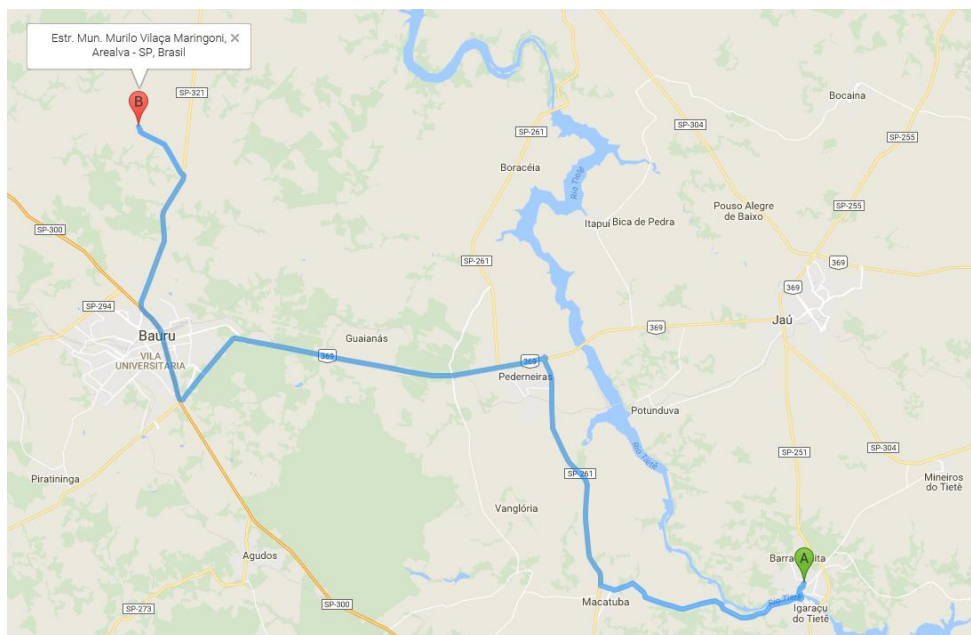 Estr. Mun. Murilo Vilaça Maringoni,
Arealva - SP, Brasil
B
SP-321
Bocaina
SP-304
SP-261
SP-255
Boracéia
Rio Tietê
Pouso Alegre
de Baixo
SP-255
Itapuí
Bica de Pedra
SP-300
SP-261
369
369
SP-294
Bauru
VILA
UNIVERSITÁRIA
Guaianás
369
Jaú
369
369
Pederneiras
Potunduva
Rio Tietê
SP-251
SP-304
Piratininga
SP-261
Mineiros
do Tietê
Vanglória
Agudos
A
SP-273
SP-300
Macatuba
Rio Tietê
Igaraçu
do Tietê